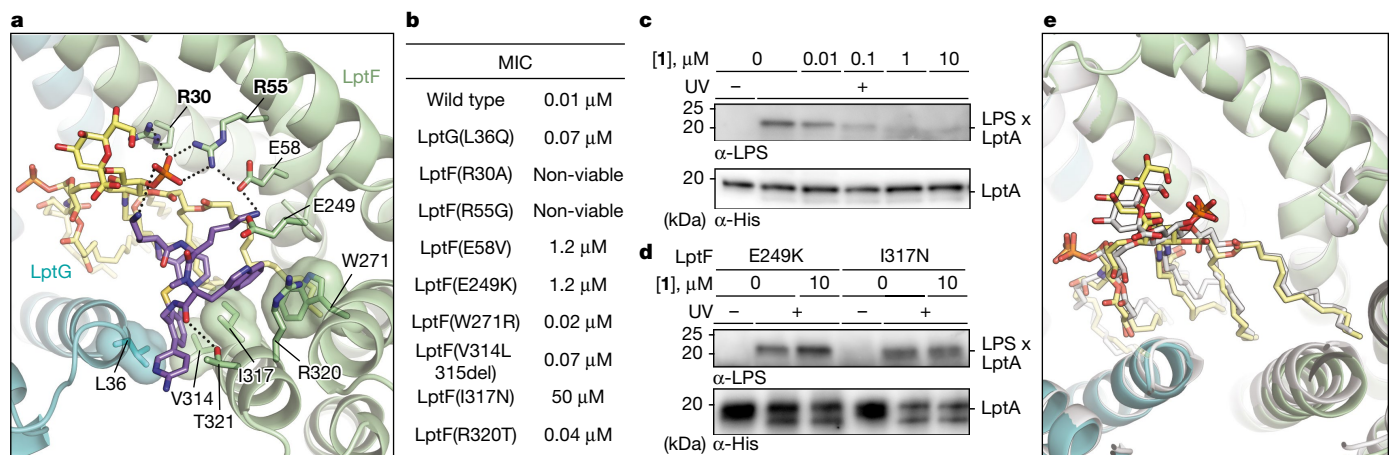 a
LptF
R30
R55
E58
E249
LptG
W271
L36
V314
I317
R320
T321
b
MIC
Wild type 0.01 μM
LptG(L36Q) 0.07 μM
LptF(R30A) Non-viable
LptF(R55G) Non-viable
LptF(E58V) 1.2 μM
LptF(E249K) 1.2 μM
LptF(W271R) 0.02 μM
LptF(V314L
315del) 0.07 μM
LptF(I317N) 50 μM
LptF(R320T) 0.04 μM
c
[1], μM 0 0.01 0.1 1 10
UV − +
25
20
LPS x
LptA
α-LPS
20
LptA
(kDa) α-His
d
LptF E249K I317N
[1], μM 0 10 0 10
UV − + − +
25
20
LPS x
LptA
α-LPS
20
LptA
(kDa) α-His
e